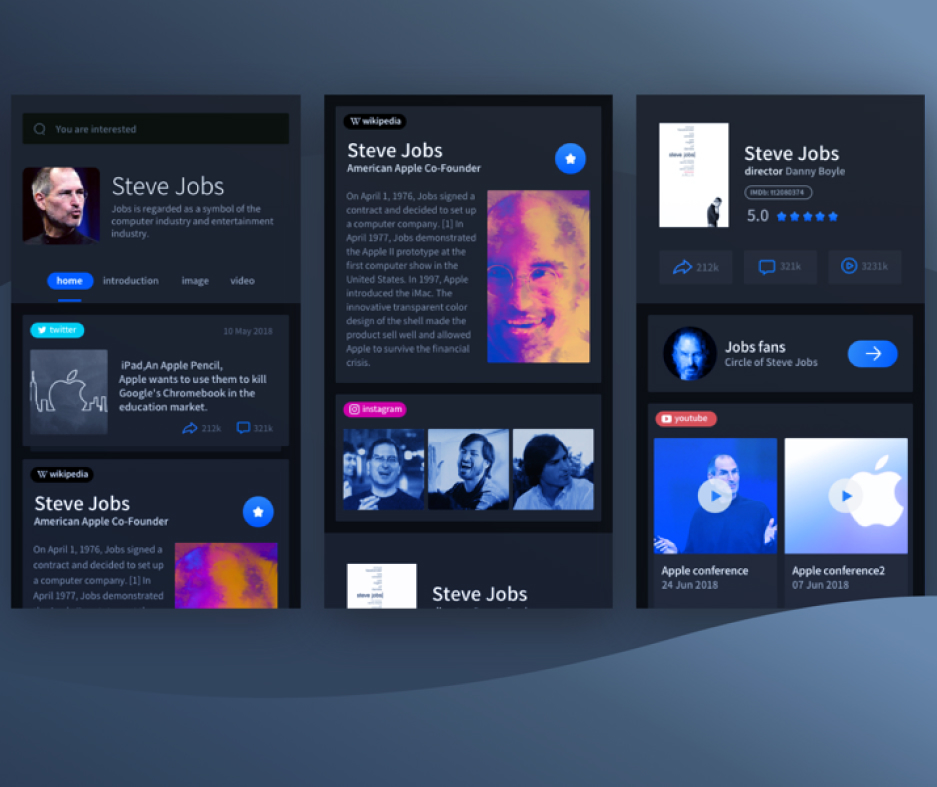 You are interested
Steve Jobs
Jobs is regarded as a symbol of the
computer industry and entertainment
industry.
home
introduction
image
video
twitter
10 May 2018
iPad,An Apple Pencil,
Apple wants to use them to kill
Google's Chromebook in the
education market.
212k
321k
W wikipedia
Steve Jobs
American Apple Co-Founder
On April 1, 1976, Jobs signed a
contract and decided to set up
a computer company. [1] In
April 1977, Jobs demonstrated
W wikipedia
Steve Jobs
American Apple Co-Founder
On April 1, 1976, Jobs signed a
contract and decided to set up
a computer company. [1] In
April 1977, Jobs demonstrated
the Apple II prototype at the
first computer show in the
United States. In 1997, Apple
introduced the iMac. The
innovative transparent color
design of the shell made the
product sell well and allowed
Apple to survive the financial
crisis.
instagram
steve jobs
Steve Jobs
steve jobs
Steve Jobs
director Danny Boyle
IMDb: tt2080374
5.0
212k
321k
3231k
Jobs fans
Circle of Steve Jobs
youtube
Apple conference
24 Jun 2018
Apple conference2
07 Jun 2018